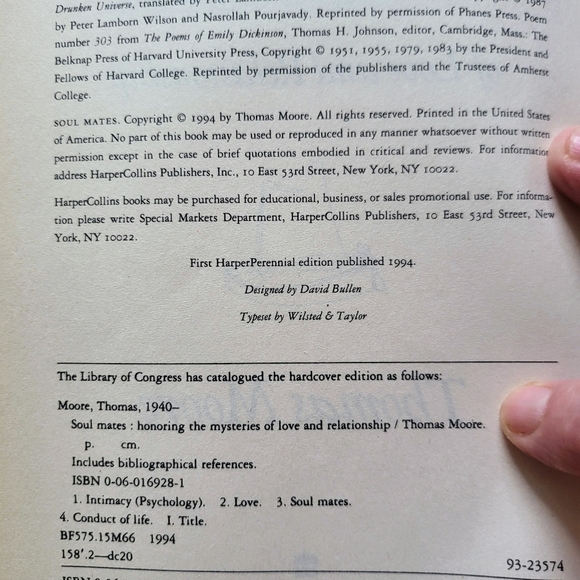 Drunken Universe, translated by Peter
1987
by Peter Lamborn Wilson and Nasrollah Pourjavady. Reprinted by permission of Phanes Press. Poem
number 303 from The Poems of Emily Dickinson, Thomas H. Johnson, editor, Cambridge, Mass.: The
Belknap Press of Harvard University Press, Copyright © 1951, 1955, 1979, 1983 by the President and
Fellows of Harvard College. Reprinted by permission of the publishers and the Trustees of Amherst
College.
SOUL MATES. Copyright © 1994 by Thomas Moore. All rights reserved. Printed in the United States
of America. No part of this book may be used or reproduced in any manner whatsoever without written
permission except in the case of brief quotations embodied in critical and reviews. For information
address HarperCollins Publishers, Inc., 10 East 53rd Street, New York, NY 10022.
HarperCollins books may be purchased for educational, business, or sales promotional use. For informa-
tion please write Special Markets Department, HarperCollins Publishers, 10 East 53rd Street, New
York, NY 10022.
First HarperPerennial edition published 1994.
Designed by David Bullen
Typeset by Wilsted & Taylor
The Library of Congress has catalogued the hardcover edition as follows:
Moore, Thomas, 1940–
Soul mates : honoring the mysteries of love and relationship / Thomas Moore.
p. cm.
Includes bibliographical references.
ISBN 0-06-016928-1
1. Intimacy (Psychology). 2. Love. 3. Soul mates.
4. Conduct of life. I. Title.
BF575.15M66 1994
158'.2—dc20
93-23574